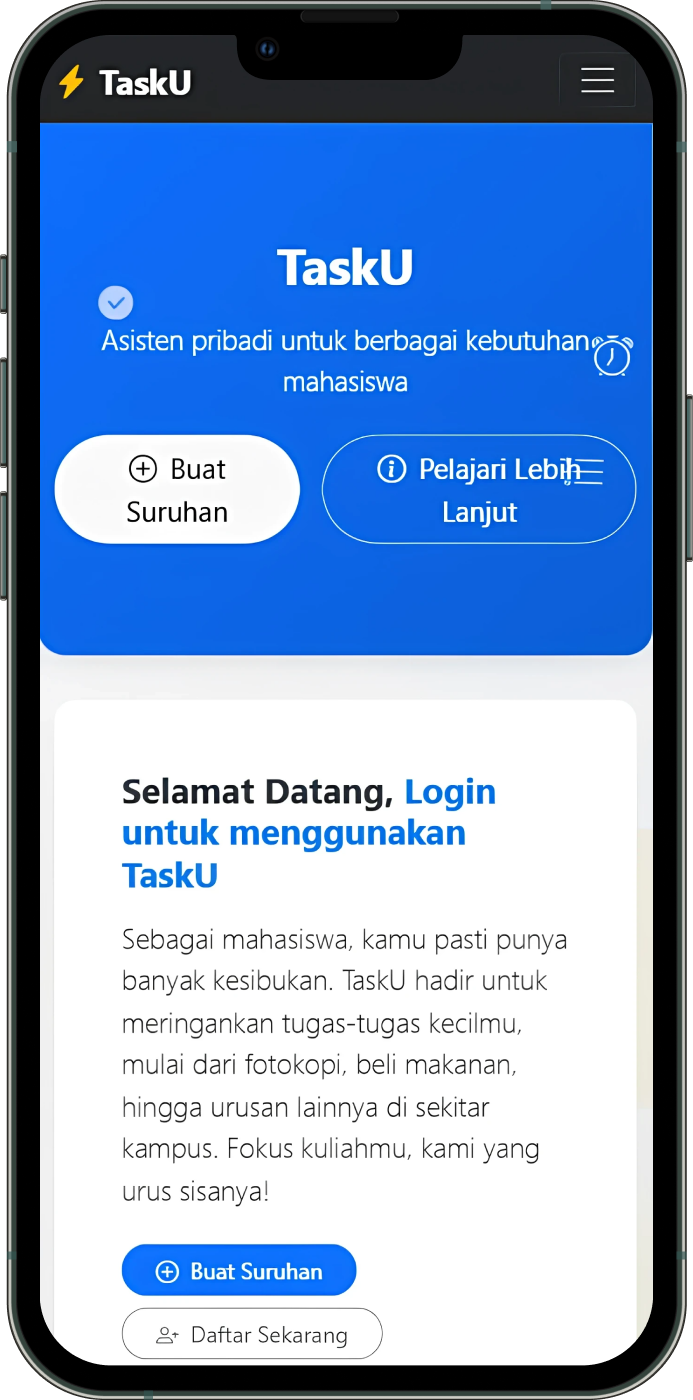 TaskU
TaskU
Asisten pribadi untuk berbagai kebutuhan
mahasiswa
Buat
Suruhan
Pelajari Lebih
Lanjut
Selamat Datang, Login
untuk menggunakan
TaskU
Sebagai mahasiswa, kamu pasti punya
banyak kesibukan. TaskU hadir untuk
meringankan tugas-tugas kecilmu,
mulai dari fotokopi, beli makanan,
hingga urusan lainnya di sekitar
kampus. Fokus kuliahmu, kami yang
urus sisanya!
Buat Suruhan
Daftar Sekarang